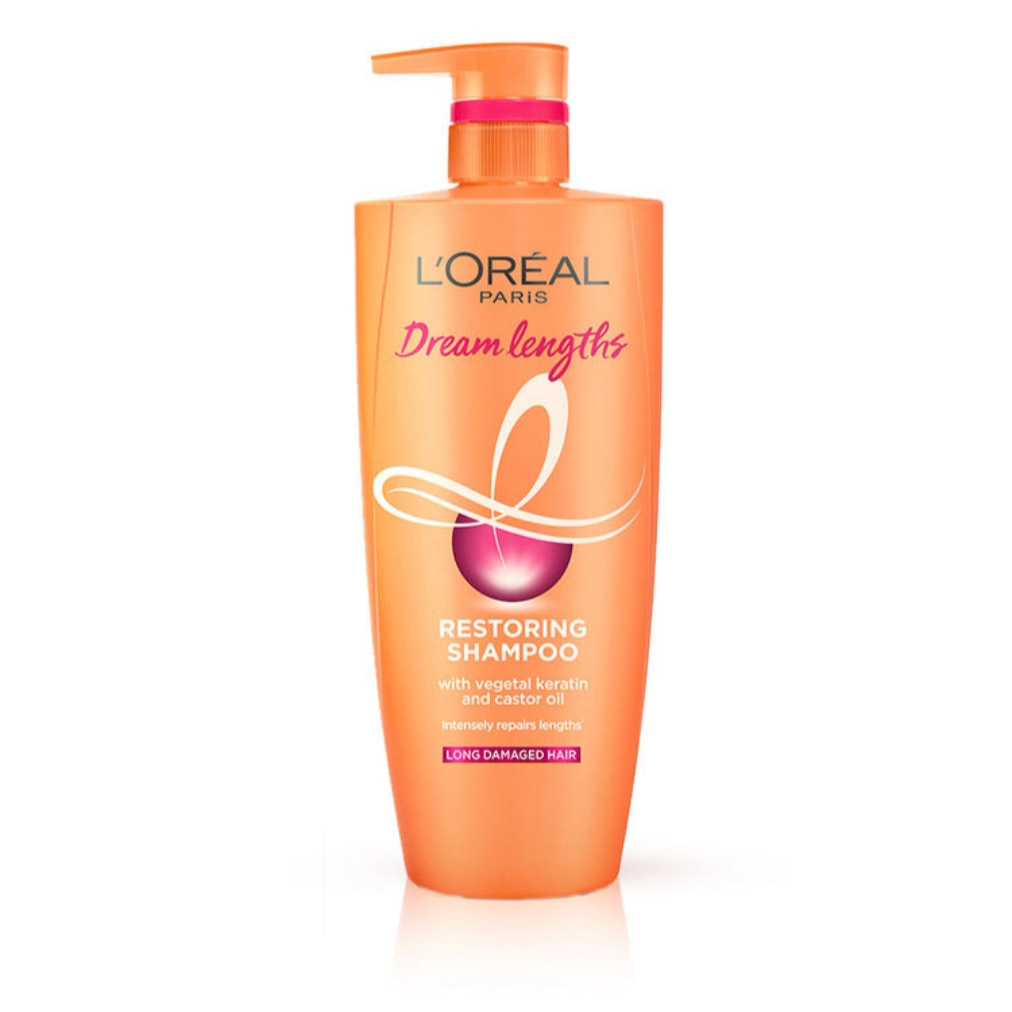 L'ORÉAL
PARiS
Dream lengths
RESTORING
SHAMPOO
with vegetal keratin
and castor oil
Intensely repairs lengths*
LONG DAMAGED HAIR